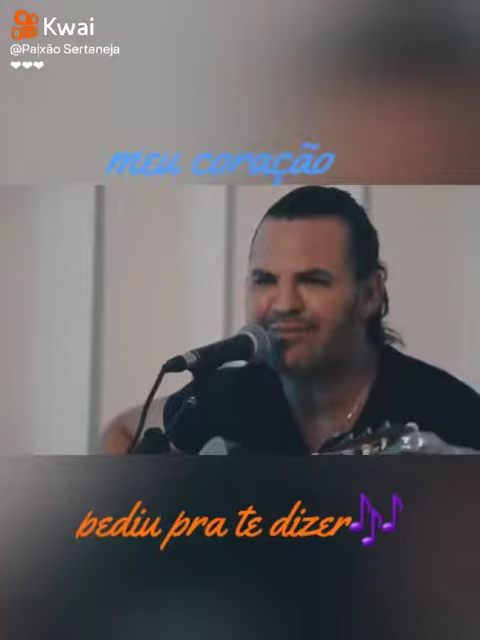 Kwai
@Paixão Sertaneja
❤❤❤
meu coração
pediu pra te dizer🎶